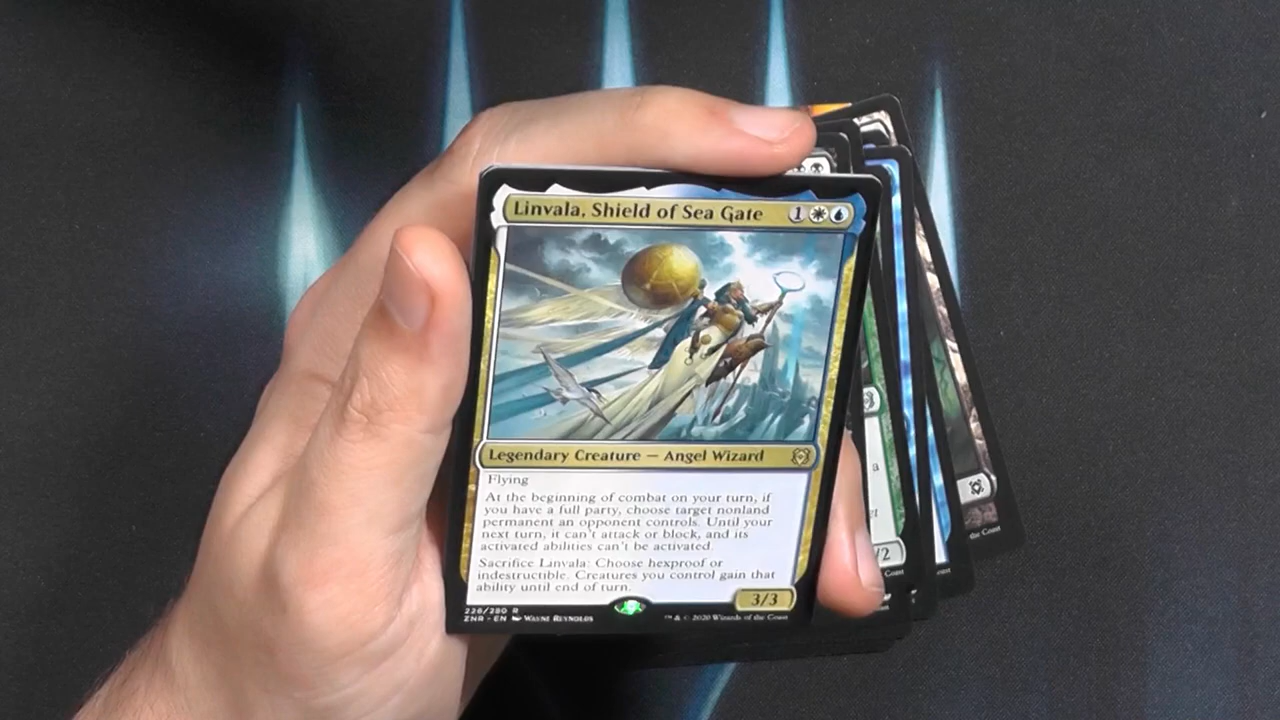 Linvala, Shield of Sea Gate 1
Legendary Creature — Angel Wizard
Flying
At the beginning of combat on your turn, if
you have a full party, choose target nonland
permanent an opponent controls. Until your
next turn, it can't attack or block, and its
activated abilities can't be activated.
Sacrifice Linvala: Choose hexproof or
indestructible. Creatures you control gain that
ability until end of turn.
3/3
226/280 R
ZNR • EN Wayne Reynolds
™ & © 2020 Wizards of the Coast
a
/2
Coast
the Coast